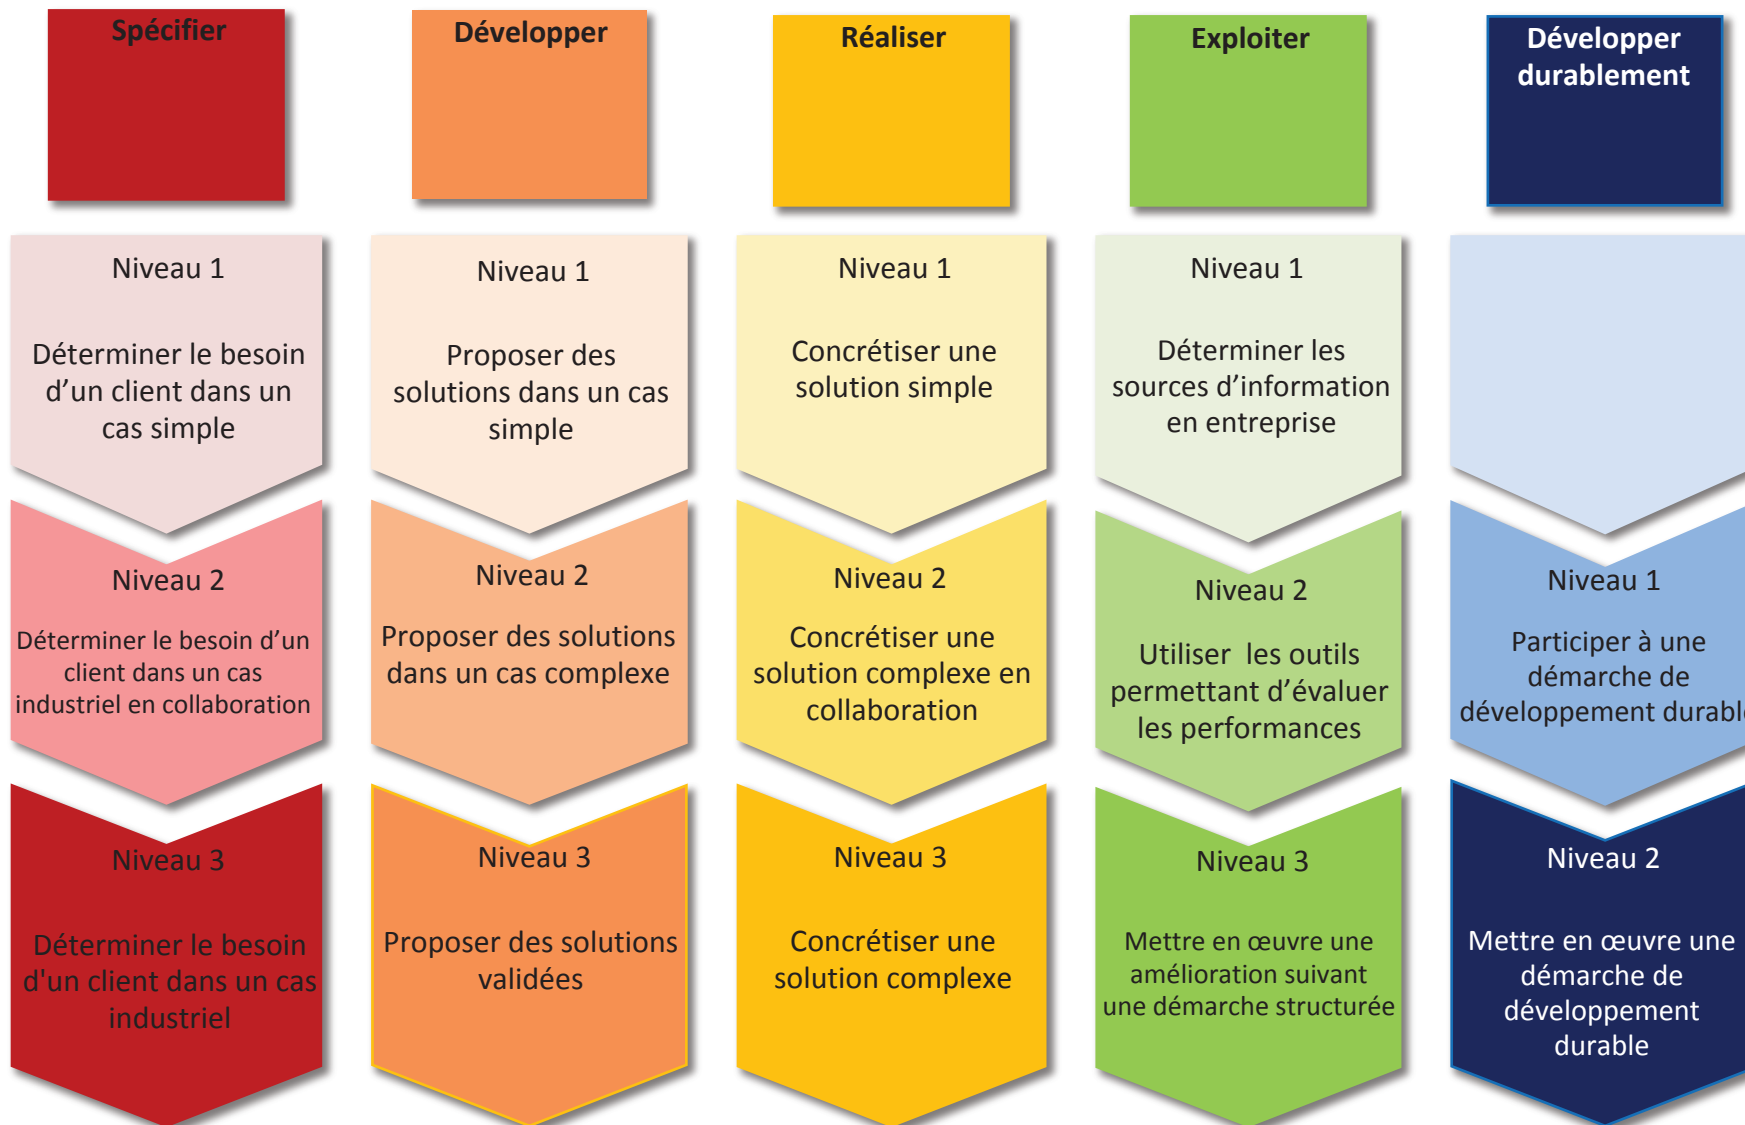 Spécifier
Développer
Réaliser
Exploiter
Développer
durablement
Niveau 1
Déterminer le besoin
d’un client dans un
cas simple
Niveau 1
Proposer des
solutions dans un cas
simple
Niveau 1
Concrétiser une
solution simple
Niveau 1
Déterminer les
sources d’information
en entreprise
Niveau 2
Déterminer le besoin d’un
client dans un cas
industriel en collaboration
Niveau 2
Proposer des solutions
dans un cas complexe
Niveau 2
Concrétiser une
solution complexe en
collaboration
Niveau 2
Utiliser les outils
permettant d’évaluer
les performances
Niveau 1
Participer à une
démarche de
développement durable
Niveau 3
Déterminer le besoin
d'un client dans un cas
industriel
Niveau 3
Proposer des solutions
validées
Niveau 3
Concrétiser une
solution complexe
Niveau 3
Mettre en œuvre une
amélioration suivant
une démarche structurée
Niveau 2
Mettre en œuvre une
démarche de
développement
durable